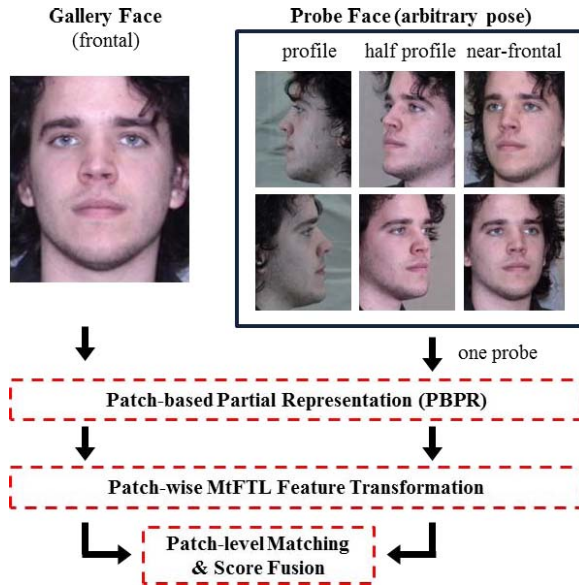 Gallery Face
(frontal)
Probe Face (arbitrary pose)
profile
half profile
near-frontal
one probe
Patch-based Partial Representation (PBPR)
Patch-wise MtFTL Feature Transformation
Patch-level Matching
& Score Fusion